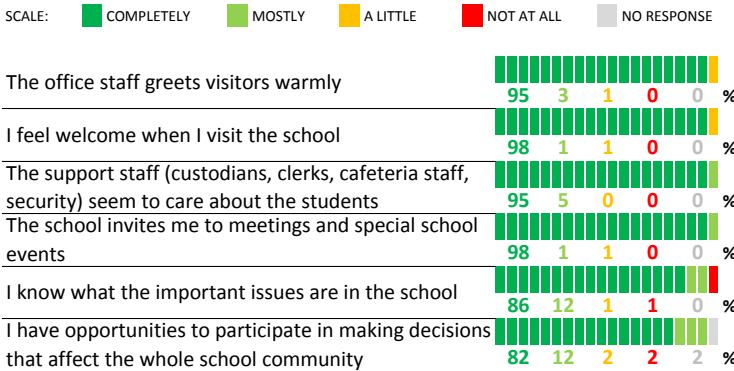 SCALE: COMPLETELY MOSTLY A LITTLE NOT AT ALL NO RESPONSE
The office staff greets visitors warmly
95 3 1 0 0 %
I feel welcome when I visit the school
98 1 1 0 0 %
The support staff (custodians, clerks, cafeteria staff,
security) seem to care about the students
95 5 0 0 0 %
The school invites me to meetings and special school
events
98 1 1 0 0 %
I know what the important issues are in the school
86 12 1 1 0 %
I have opportunities to participate in making decisions
that affect the whole school community
82 12 2 2 2 %